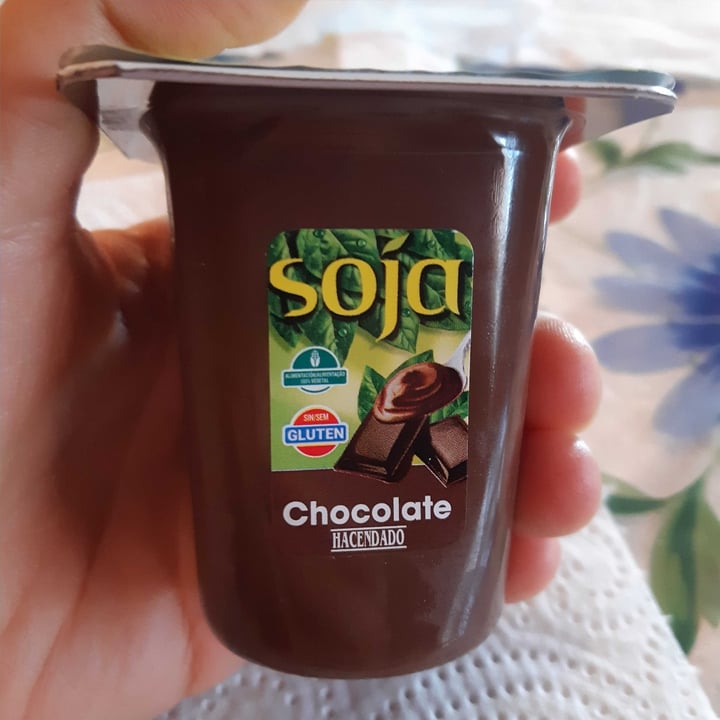 soja
ALIMENTACIÓN/ALIMENTAÇÃO
100% VEGETAL
SIN/SEM
GLUTEN
Chocolate
HACENDADO